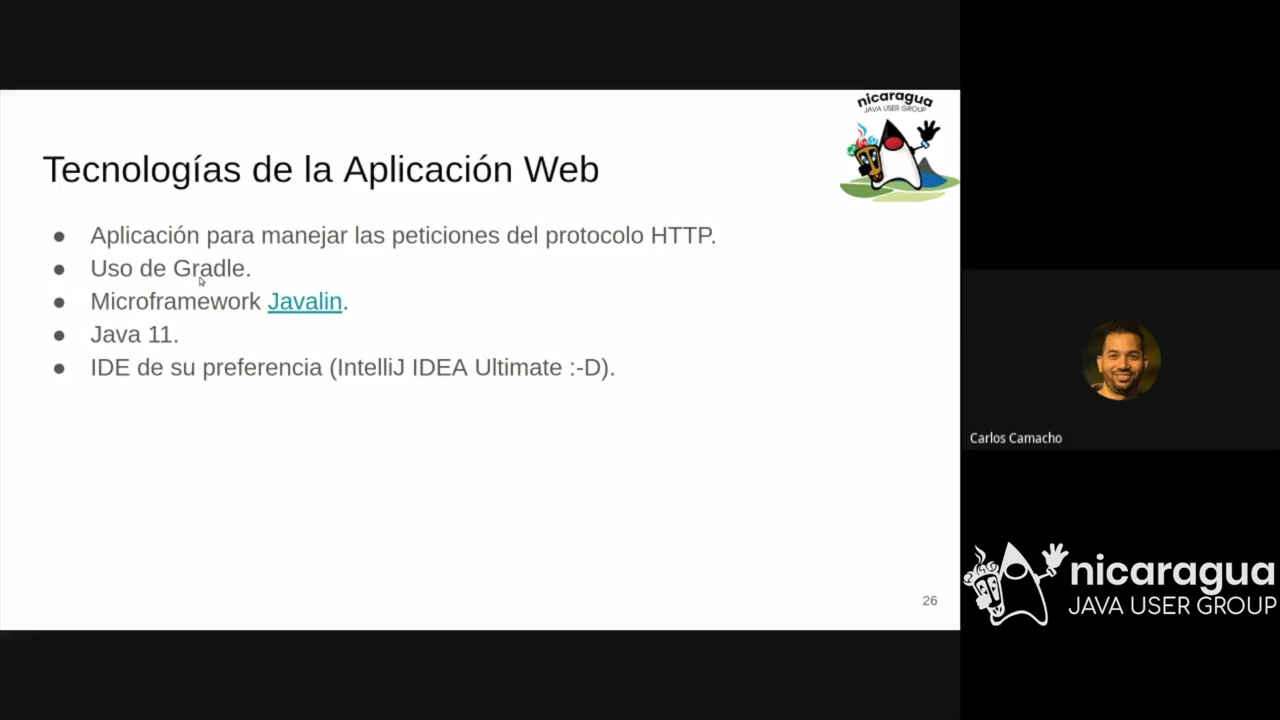 nicaragua
JAVA USER GROUP
Tecnologías de la Aplicación Web
● Aplicación para manejar las peticiones del protocolo HTTP.
● Uso de Gradle.
● Microframework Javalin.
● Java 11.
● IDE de su preferencia (IntelliJ IDEA Ultimate :-D).
26
Carlos Camacho
nicaragua
JAVA USER GROUP